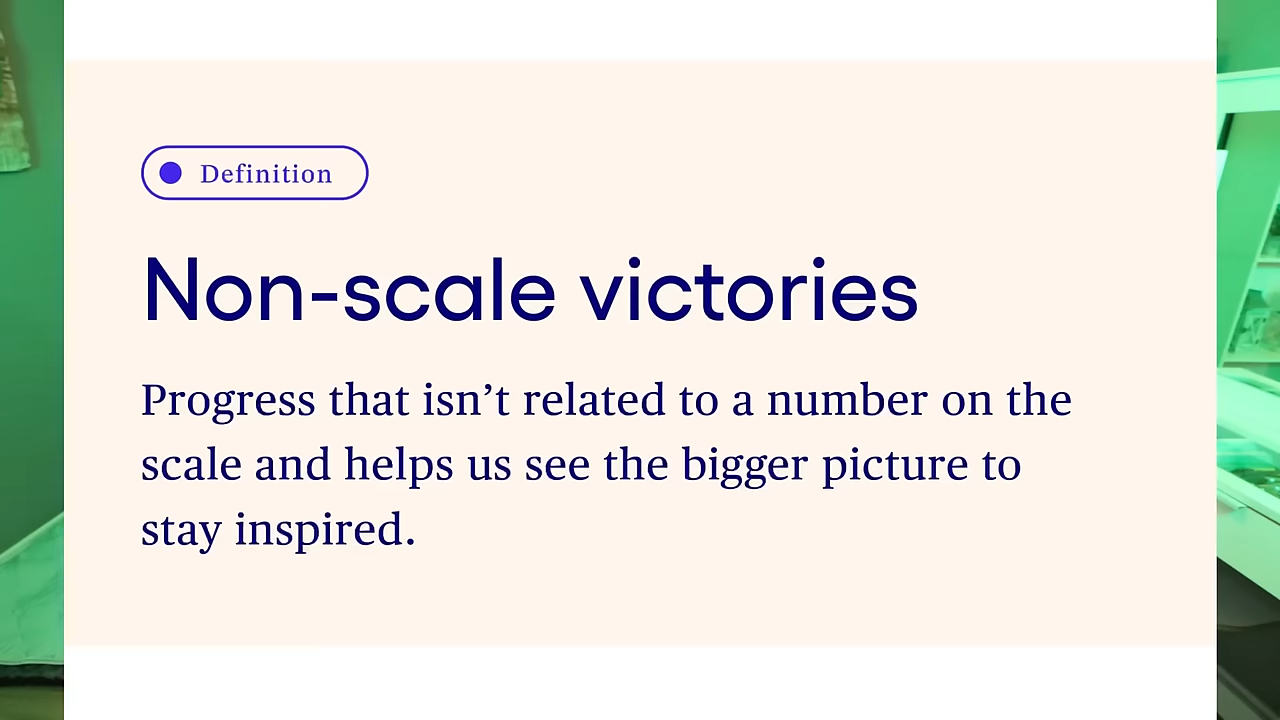 Definition
Non-scale victories
Progress that isn’t related to a number on the
scale and helps us see the bigger picture to
stay inspired.